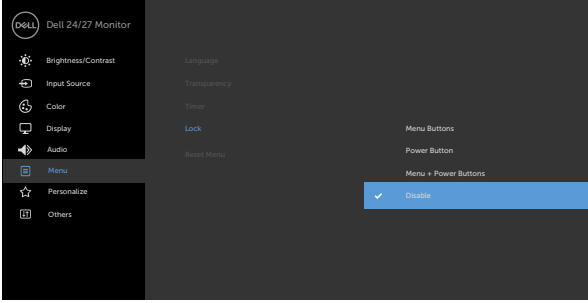 DELL
Dell 24/27 Monitor
Brightness/Contrast
Input Source
Color
Display
Audio
Menu
Personalize
Others
Language
Transparency
Timer
Lock
Reset Menu
Menu Buttons
Power Button
Menu + Power Buttons
Disable